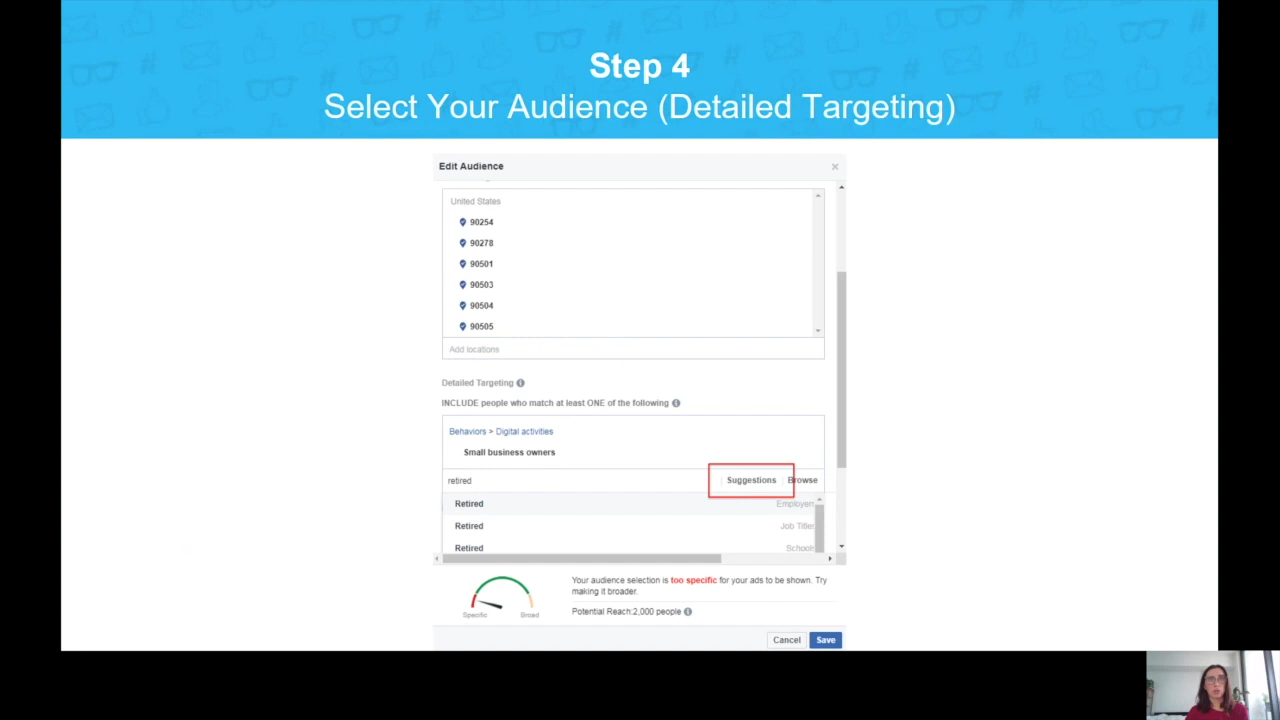 Step 4
Select Your Audience (Detailed Targeting)
Edit Audience
United States
90254
90278
90501
90503
90504
90505
Add locations
Detailed Targeting
INCLUDE people who match at least ONE of the following
Behaviors > Digital activities
Small business owners
retired Suggestions Browse
Retired Employers
Retired Job Titles
Retired Schools
Your audience selection is too specific for your ads to be shown. Try
making it broader.
Specific Broad
Potential Reach:2,000 people
Cancel Save